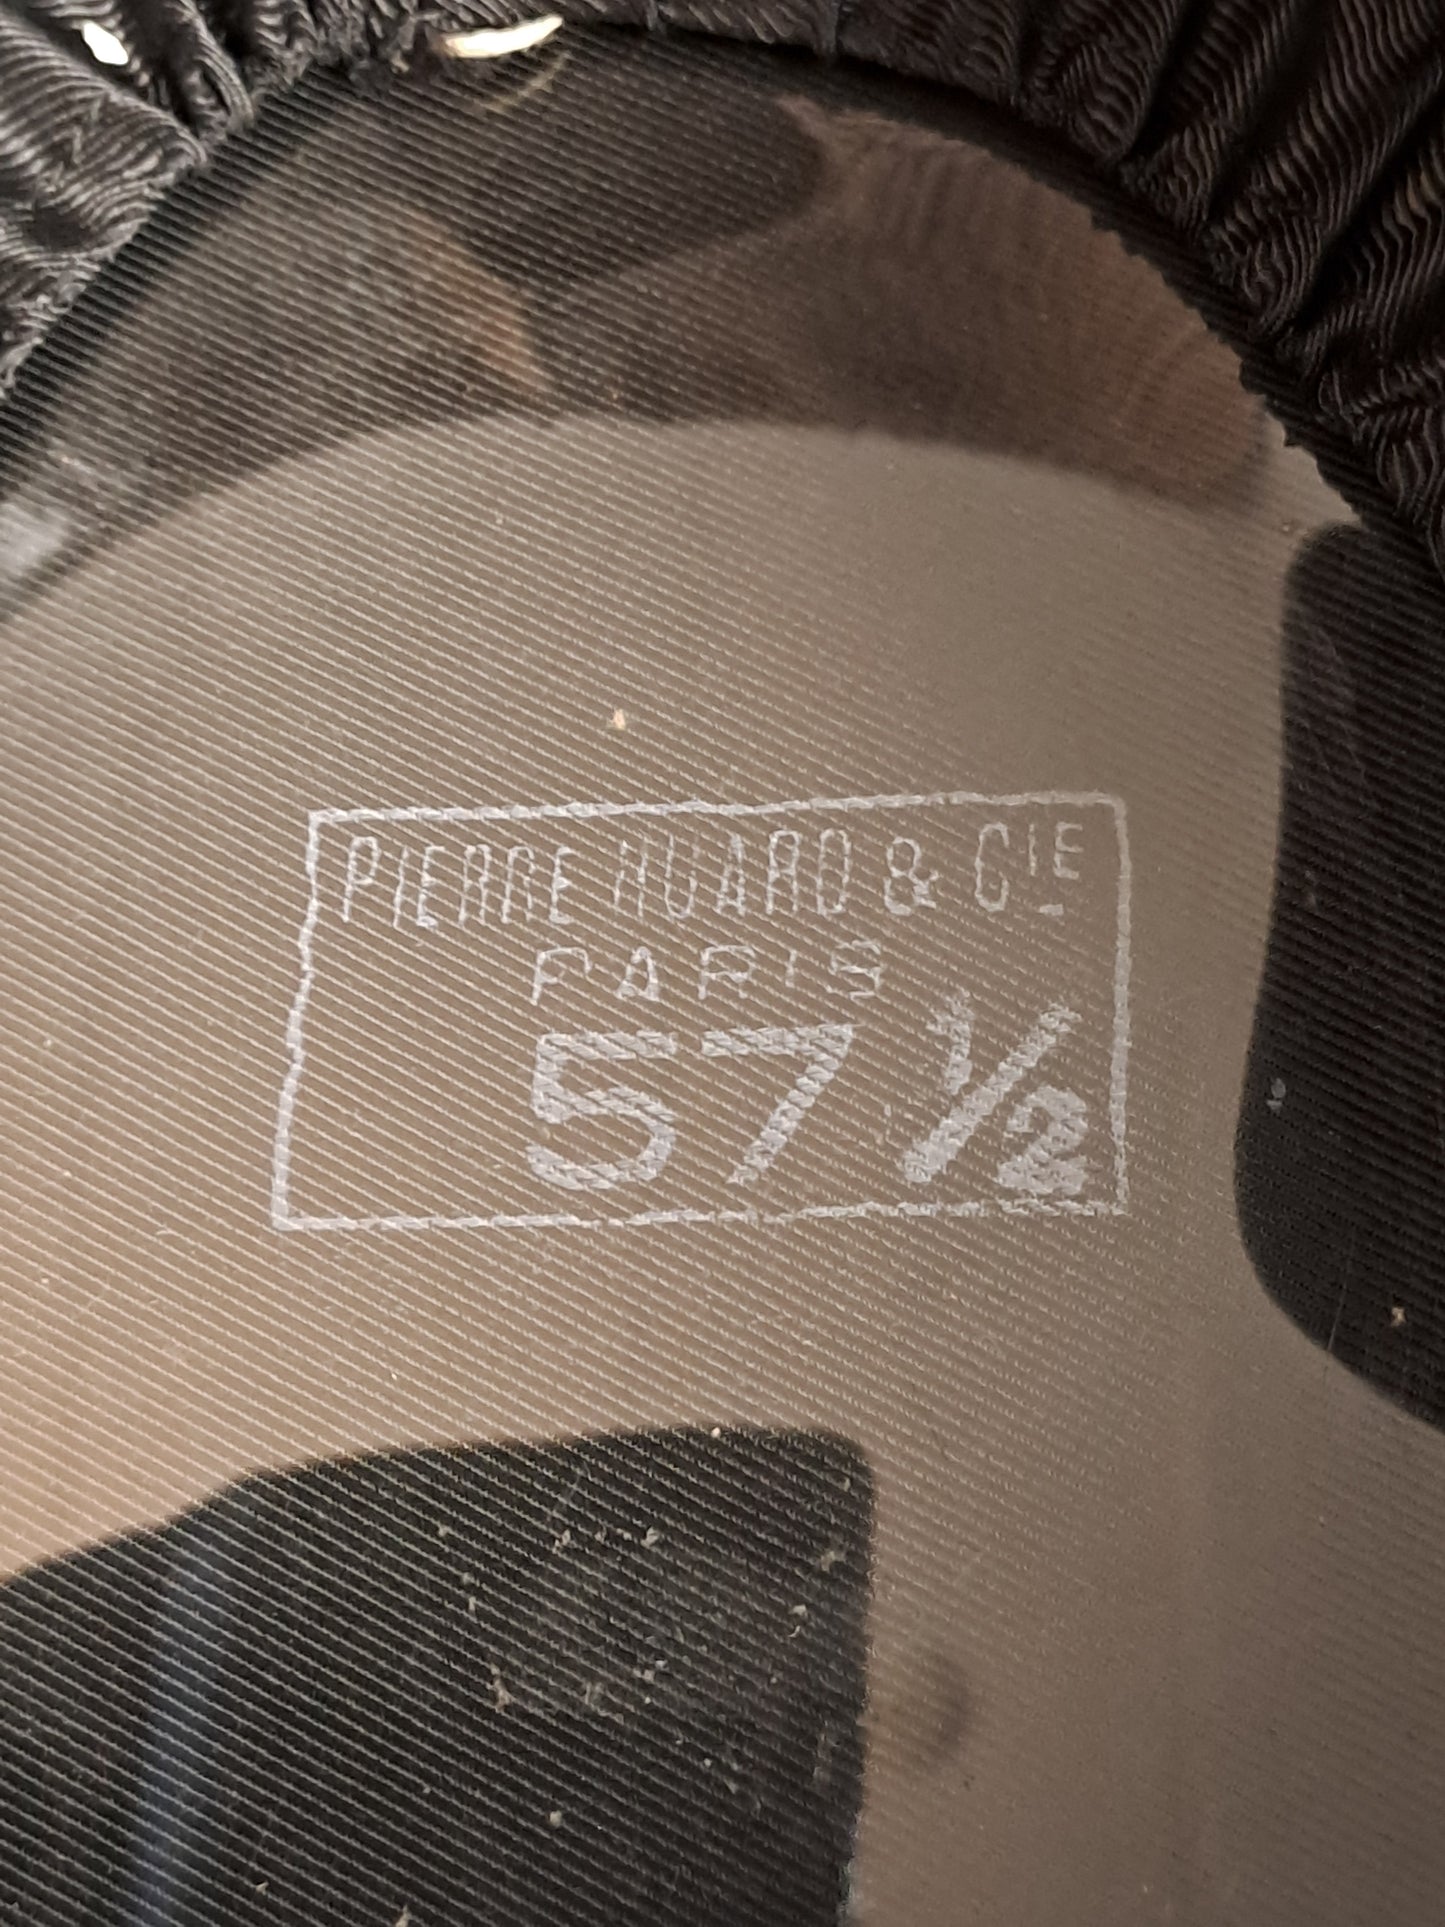 PIERRE HUARD & CIE
PARIS
57 1/2